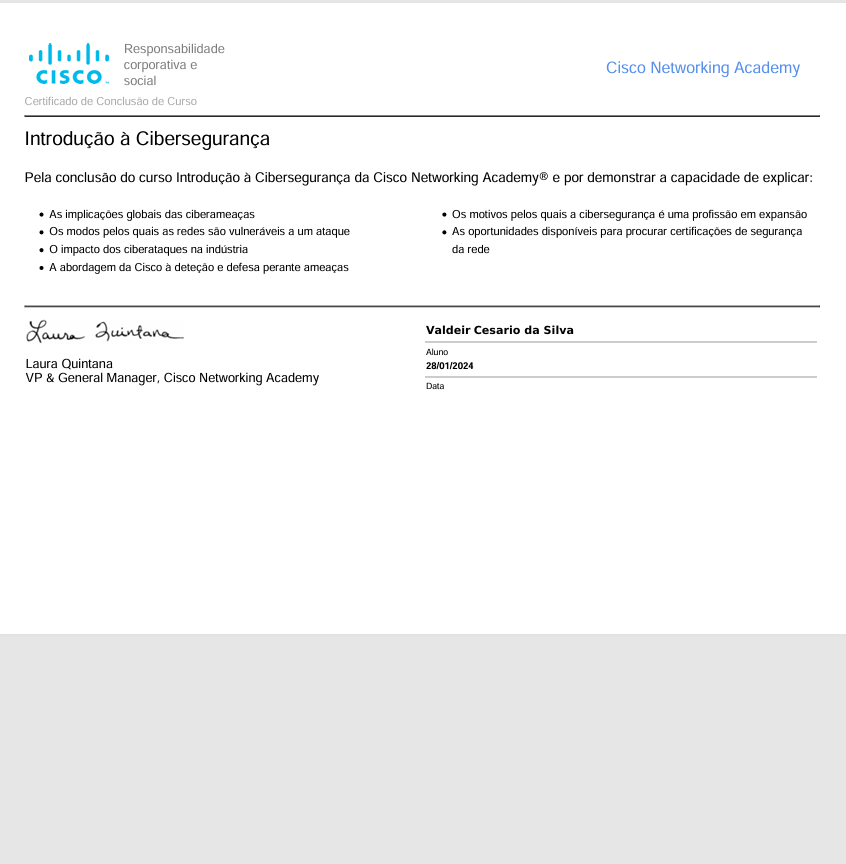 CISCO
Responsabilidade
corporativa e
social
Cisco Networking Academy
Certificado de Conclusão de Curso
Introdução à Cibersegurança
Pela conclusão do curso Introdução à Cibersegurança da Cisco Networking Academy® e por demonstrar a capacidade de explicar:
• As implicações globais das ciberameaças
• Os modos pelos quais as redes são vulneráveis a um ataque
• O impacto dos ciberataques na indústria
• A abordagem da Cisco à deteção e defesa perante ameaças
• Os motivos pelos quais a cibersegurança é uma profissão em expansão
• As oportunidades disponíveis para procurar certificações de segurança
da rede
Laura Quintana
Laura Quintana
VP & General Manager, Cisco Networking Academy
Valdeir Cesario da Silva
Aluno
28/01/2024
Data